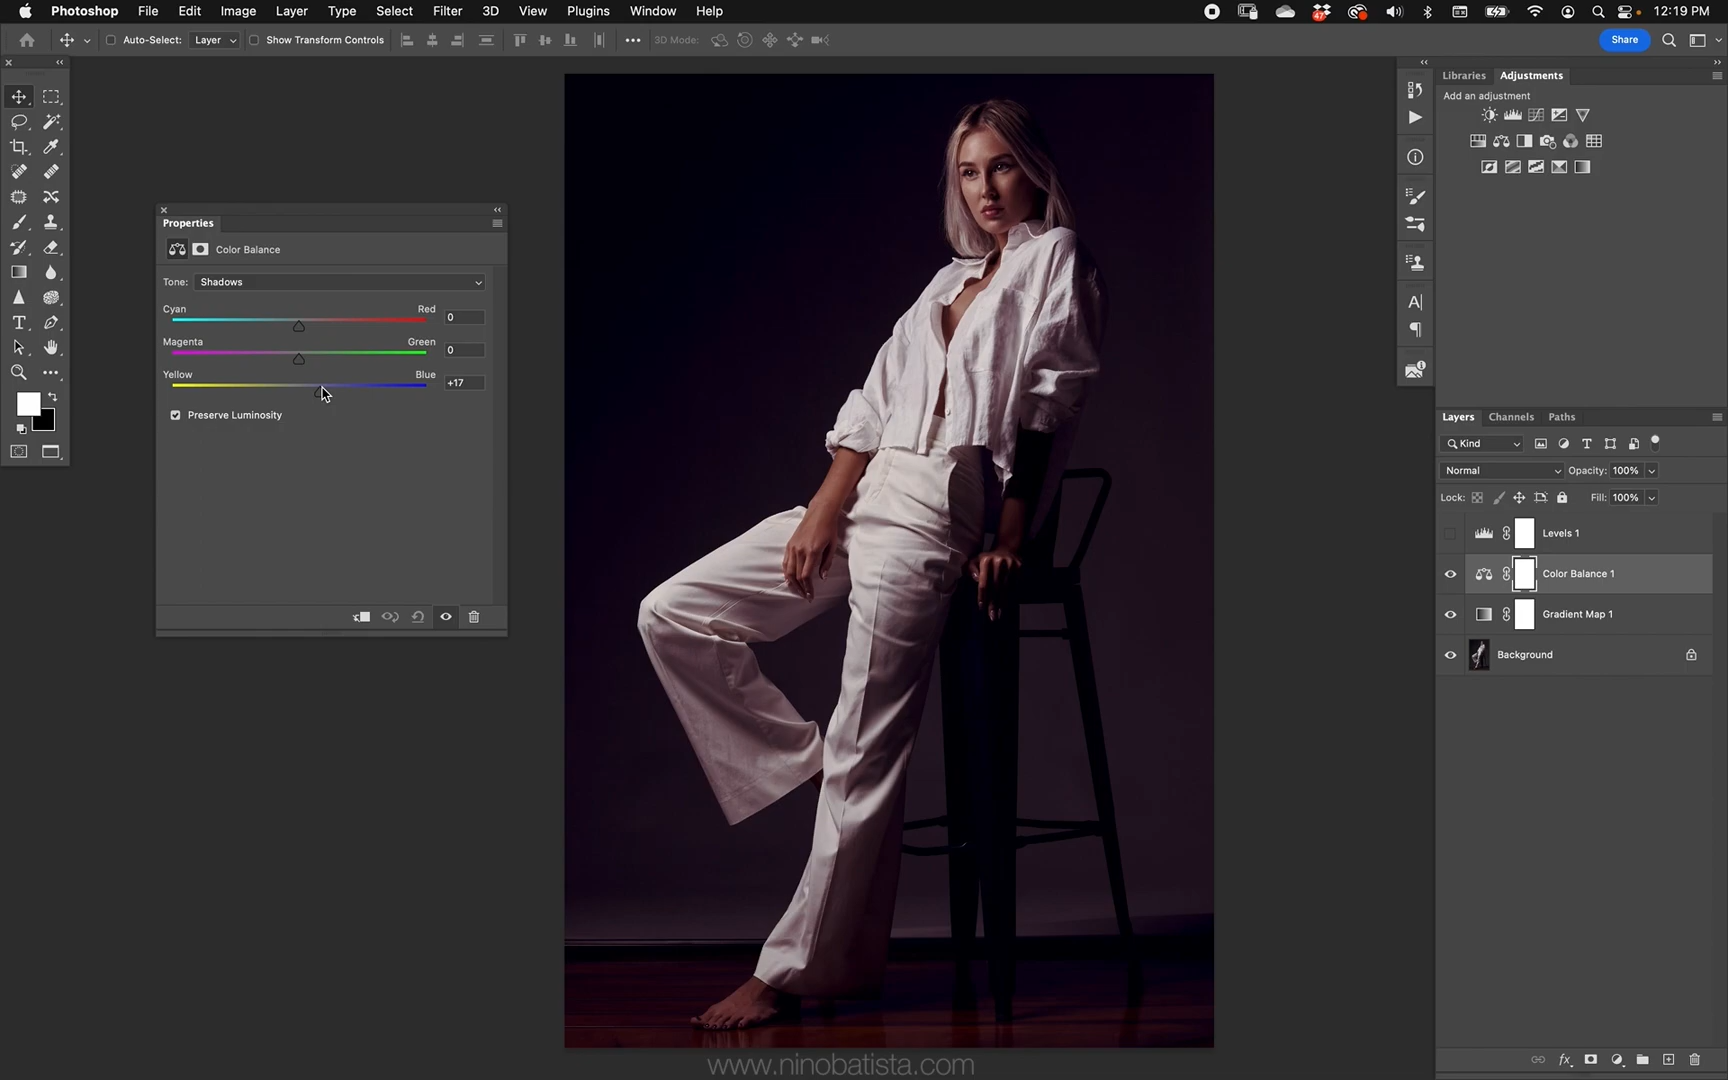 Photoshop File Edit Image Layer Type Select Filter 3D View Plugins Window Help 47 12:19 PM
Auto-Select: Layer Show Transform Controls 3D Mode: Share
Libraries Adjustments
Add an adjustment
Properties
Color Balance
Tone: Shadows
Cyan Red 0
Magenta Green 0
Yellow Blue +17
Preserve Luminosity
Layers Channels Paths
Kind
Normal Opacity: 100%
Lock: Fill: 100%
Levels 1
Color Balance 1
Gradient Map 1
Background
www.ninobatista.com